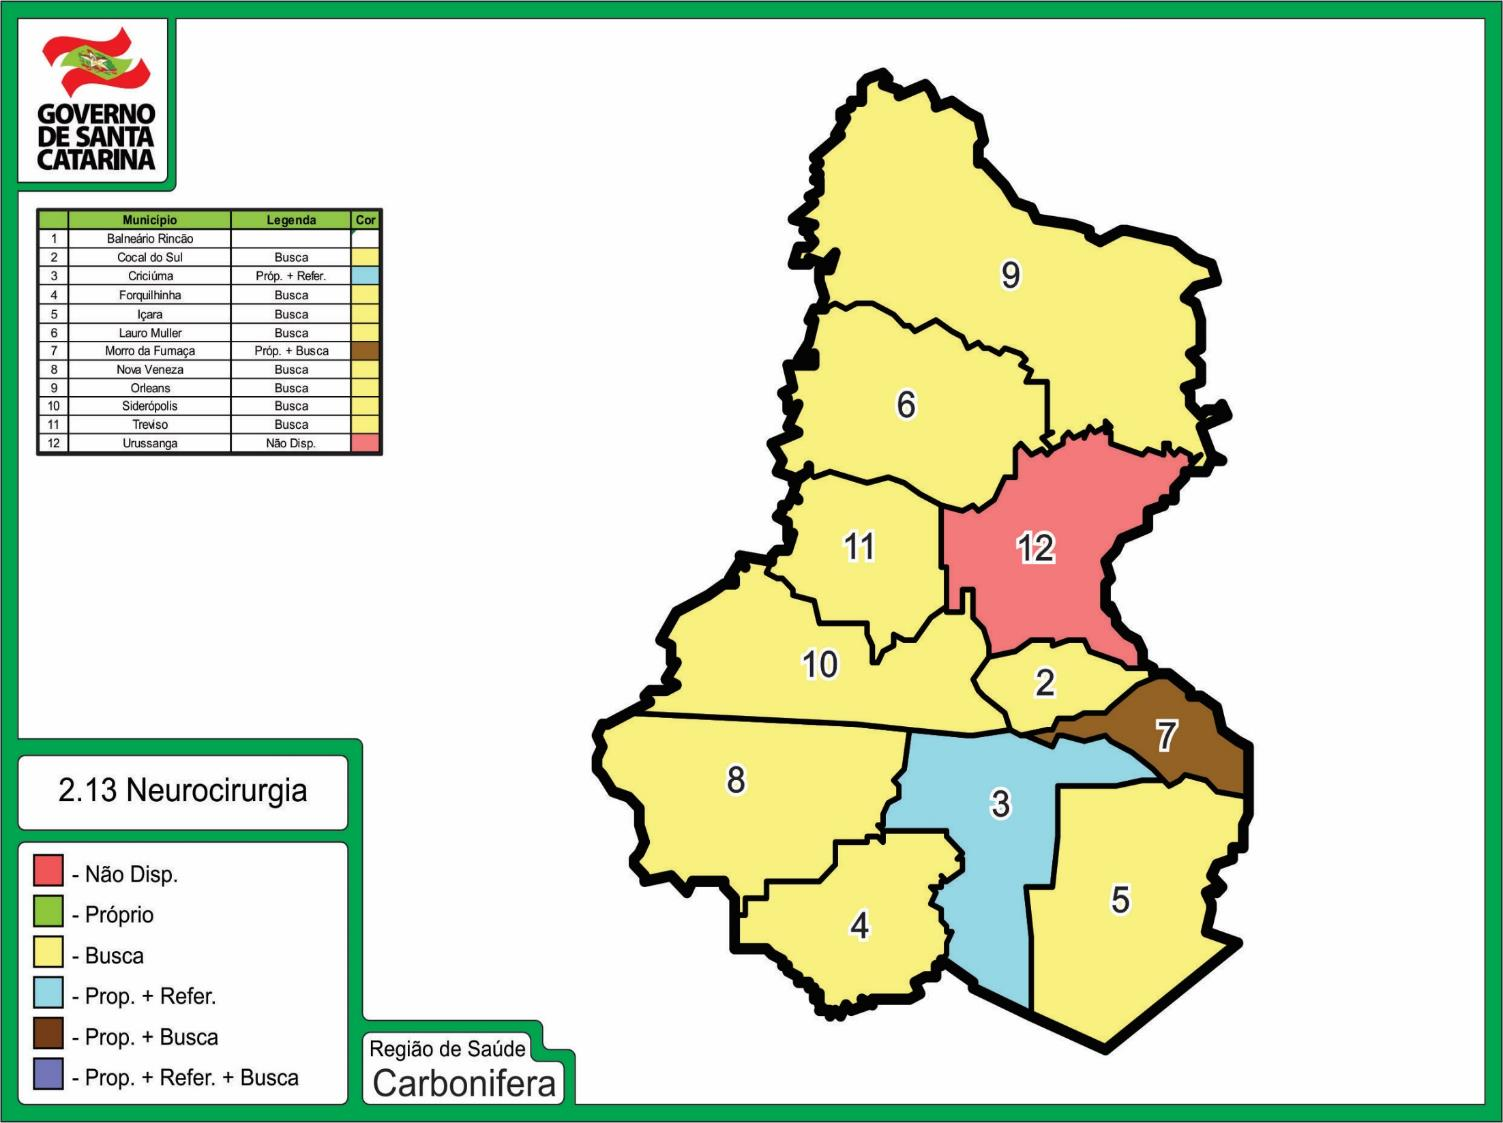 GOVERNO
DE SANTA
CATARINA
Município Legenda Cor
1 Balneário Rincão
2 Cocal do Sul Busca
3 Criciúma Próp. + Refer.
4 Forquilhinha Busca
5 Içara Busca
6 Lauro Muller Busca
7 Morro da Fumaça Próp. + Busca
8 Nova Veneza Busca
9 Orleans Busca
10 Siderópolis Busca
11 Treviso Busca
12 Urussanga Não Disp.
9
6
11
12
10
2
7
8
3
5
4
2.13 Neurocirurgia
- Não Disp.
- Próprio
- Busca
- Prop. + Refer.
- Prop. + Busca
- Prop. + Refer. + Busca
Região de Saúde
Carbonifera